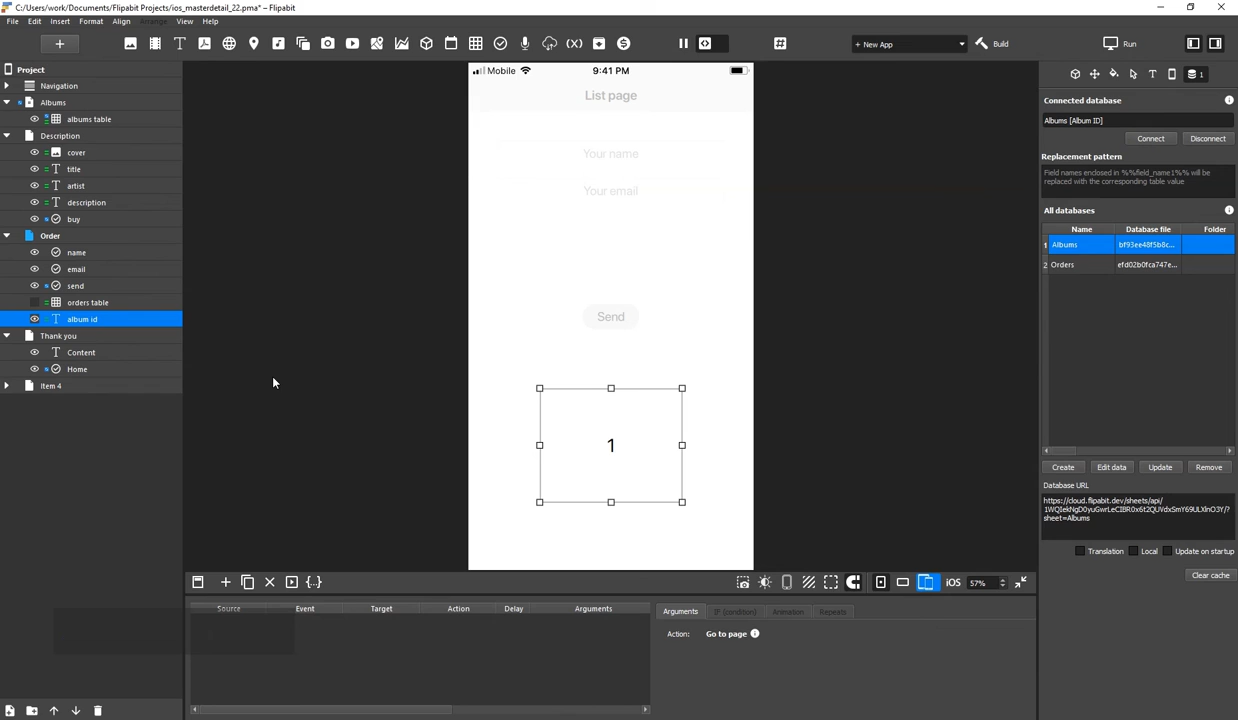 C:/Users/work/Documents/Flipabit Projects/ios_masterdetail_22.pma* – Flipabit
File Edit Insert Format Align Arrange View Help
+ New App Build Run
Project
Navigation
Albums
albums table
Description
cover
title
artist
description
buy
Order
name
email
send
orders table
album id
Thank you
Content
Home
Item 4
Mobile 9:41 PM
List page
Your name
Your email
Send
1
1
Connected database
Albums [Album ID]
Connect Disconnect
Replacement pattern
Field names enclosed in %%field_name1%% will be
replaced with the corresponding table value
All databases
Name Database file Folder
1 Albums bf93ee48f5b8c...
2 Orders efd02b0fca747e...
Create Edit data Update Remove
Database URL
https://cloud.flipabit.dev/sheets/api/
sheet=Albums
Translation Local Update on startup
Clear cache
iOS 57%
Source Event Target Action Delay Arguments
Arguments IF (condition) Animation Repeats
Action: Go to page